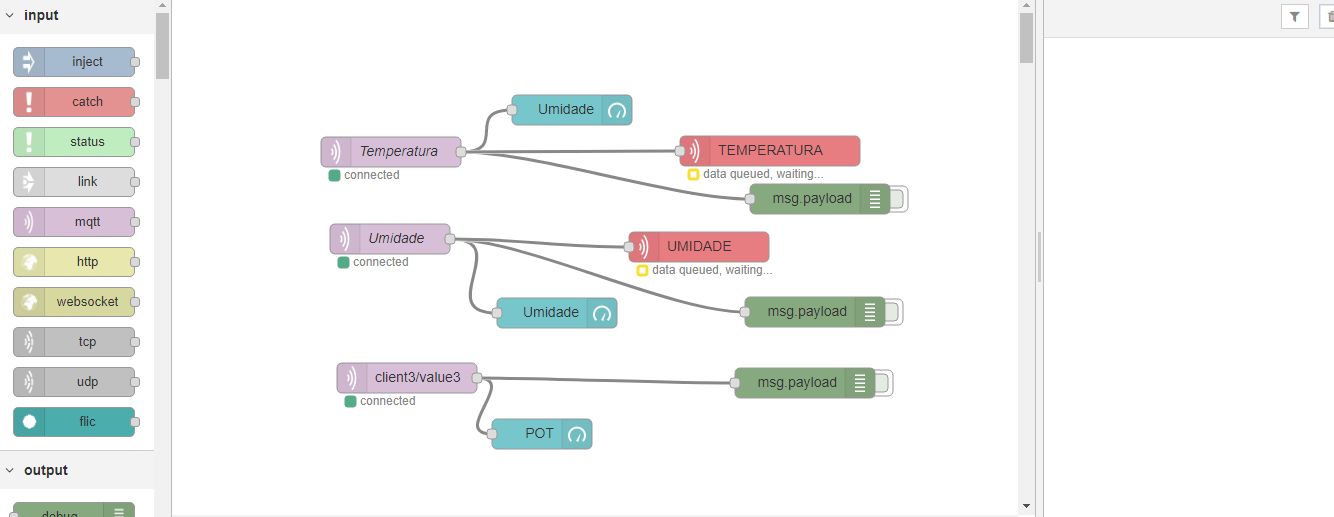 input
inject
catch
status
link
mqtt
http
websocket
tcp
udp
flic
output
debug
Umidade
Temperatura
connected
TEMPERATURA
data queued, waiting...
msg.payload
Umidade
connected
UMIDADE
data queued, waiting...
Umidade
msg.payload
client3/value3
connected
msg.payload
POT